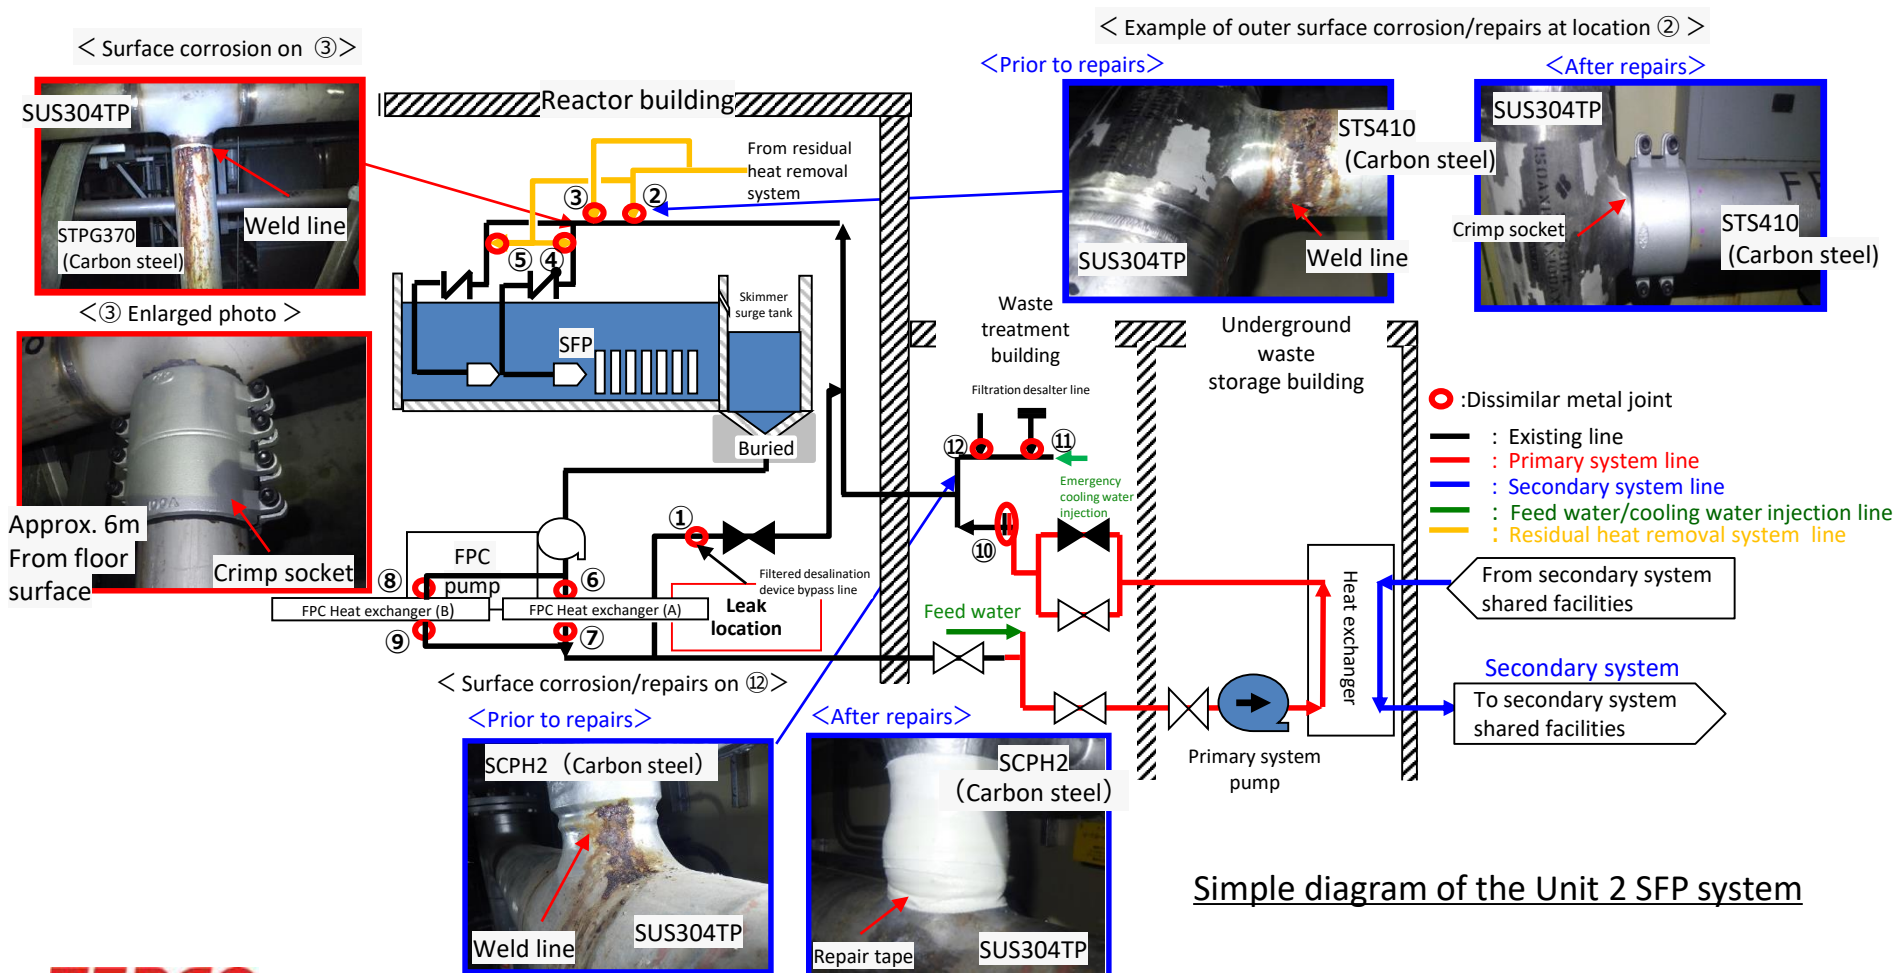 < Surface corrosion on ③>
SUS304TP
STPG370
(Carbon steel)
Weld line
<③ Enlarged photo >
Approx. 6m
From floor
surface
Crimp socket
Reactor building
From residual
heat removal
system
③
②
⑤
④
SFP
Skimmer
surge tank
Buried
①
FPC
pump
⑧
⑥
FPC Heat exchanger (B)
FPC Heat exchanger (A)
⑨
⑦
Filtered desalination
device bypass line
Leak
location
< Example of outer surface corrosion/repairs at location ②>
<Prior to repairs>
STS410
(Carbon steel)
SUS304TP
Weld line
<After repairs>
SUS304TP
Crimp socket
STS410
(Carbon steel)
Waste
treatment
building
Underground
waste
storage building
Filtration desalter line
⑫
⑪
Emergency
cooling water
injection
⑩
Feed water
Heat exchanger
Primary system
pump
:Dissimilar metal joint
: Existing line
: Primary system line
: Secondary system line
: Feed water/cooling water injection line
: Residual heat removal system line
From secondary system
shared facilities
Secondary system
To secondary system
shared facilities
< Surface corrosion/repairs on ⑫>
<Prior to repairs>
SCPH2（Carbon steel）
Weld line
SUS304TP
<After repairs>
SCPH2
（Carbon steel）
Repair tape
SUS304TP
Simple diagram of the Unit 2 SFP system